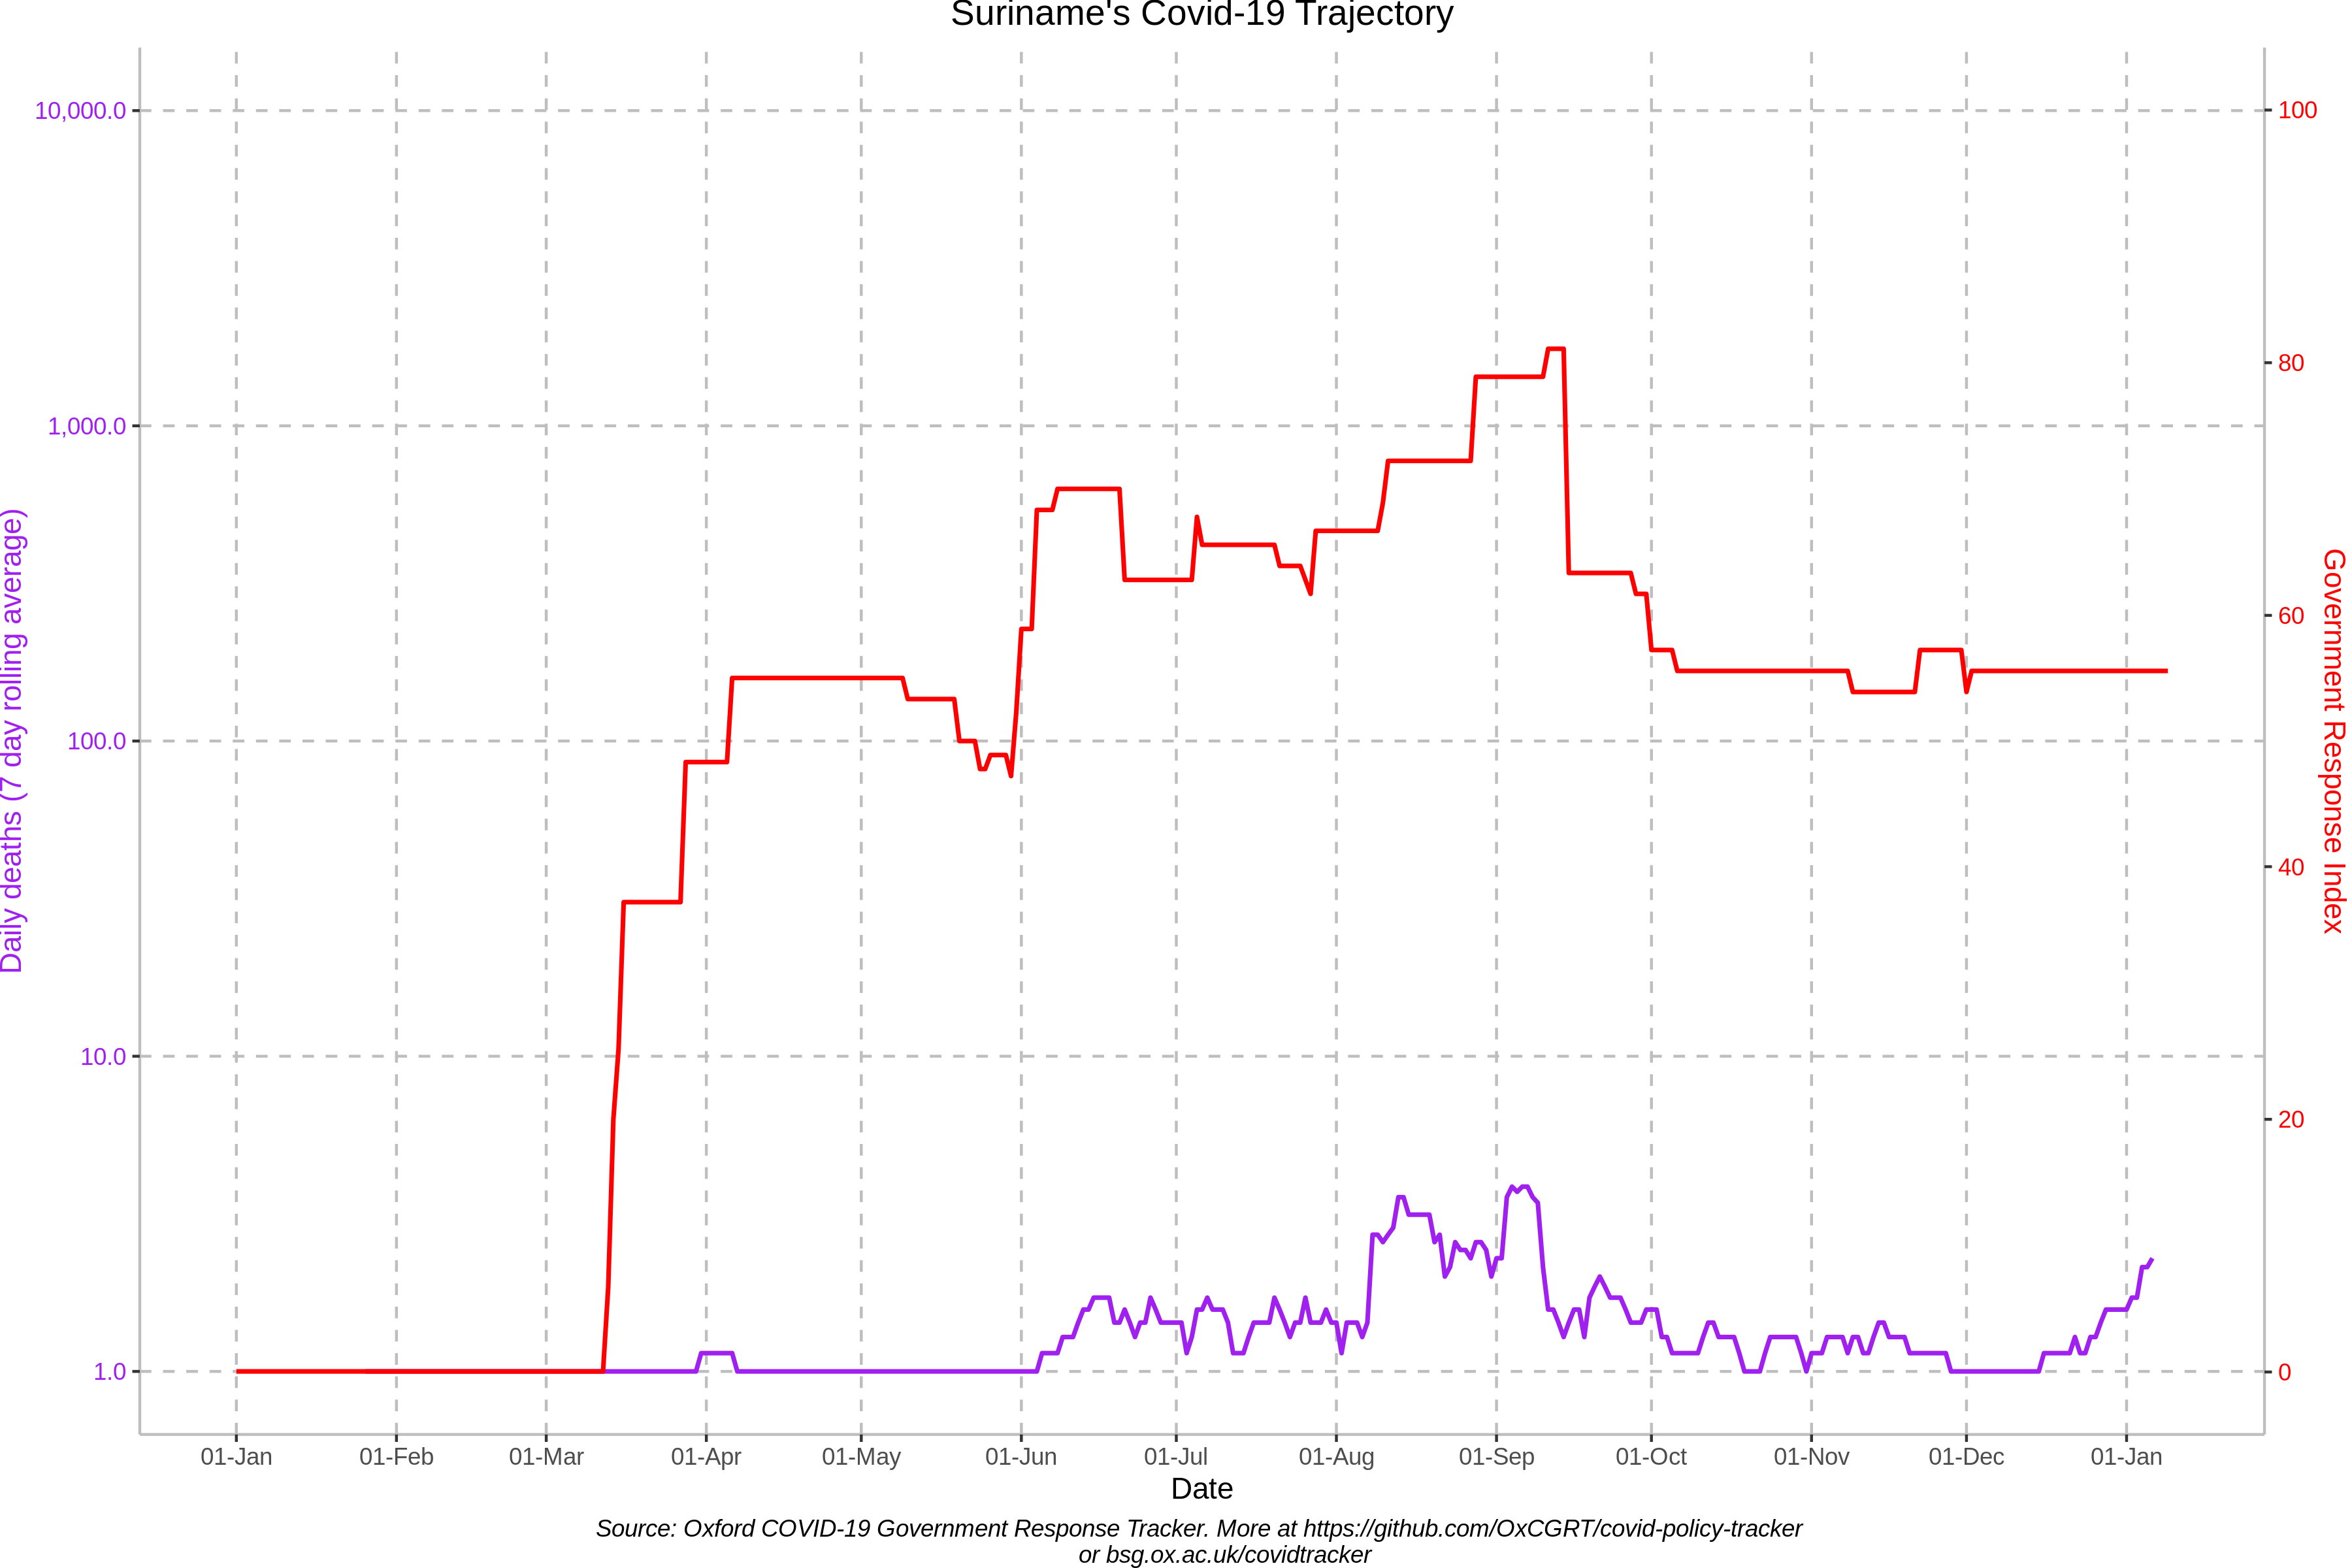 Suriname's Covid-19 Trajectory
10,000.0
1,000.0
100.0
10.0
1.0
Daily deaths (7 day rolling average)
100
80
60
40
20
0
Government Response Index
01-Jan 01-Feb 01-Mar 01-Apr 01-May 01-Jun 01-Jul 01-Aug 01-Sep 01-Oct 01-Nov 01-Dec 01-Jan
Date
Source: Oxford COVID-19 Government Response Tracker. More at https://github.com/OxCGRT/covid-policy-tracker
or bsg.ox.ac.uk/covidtracker